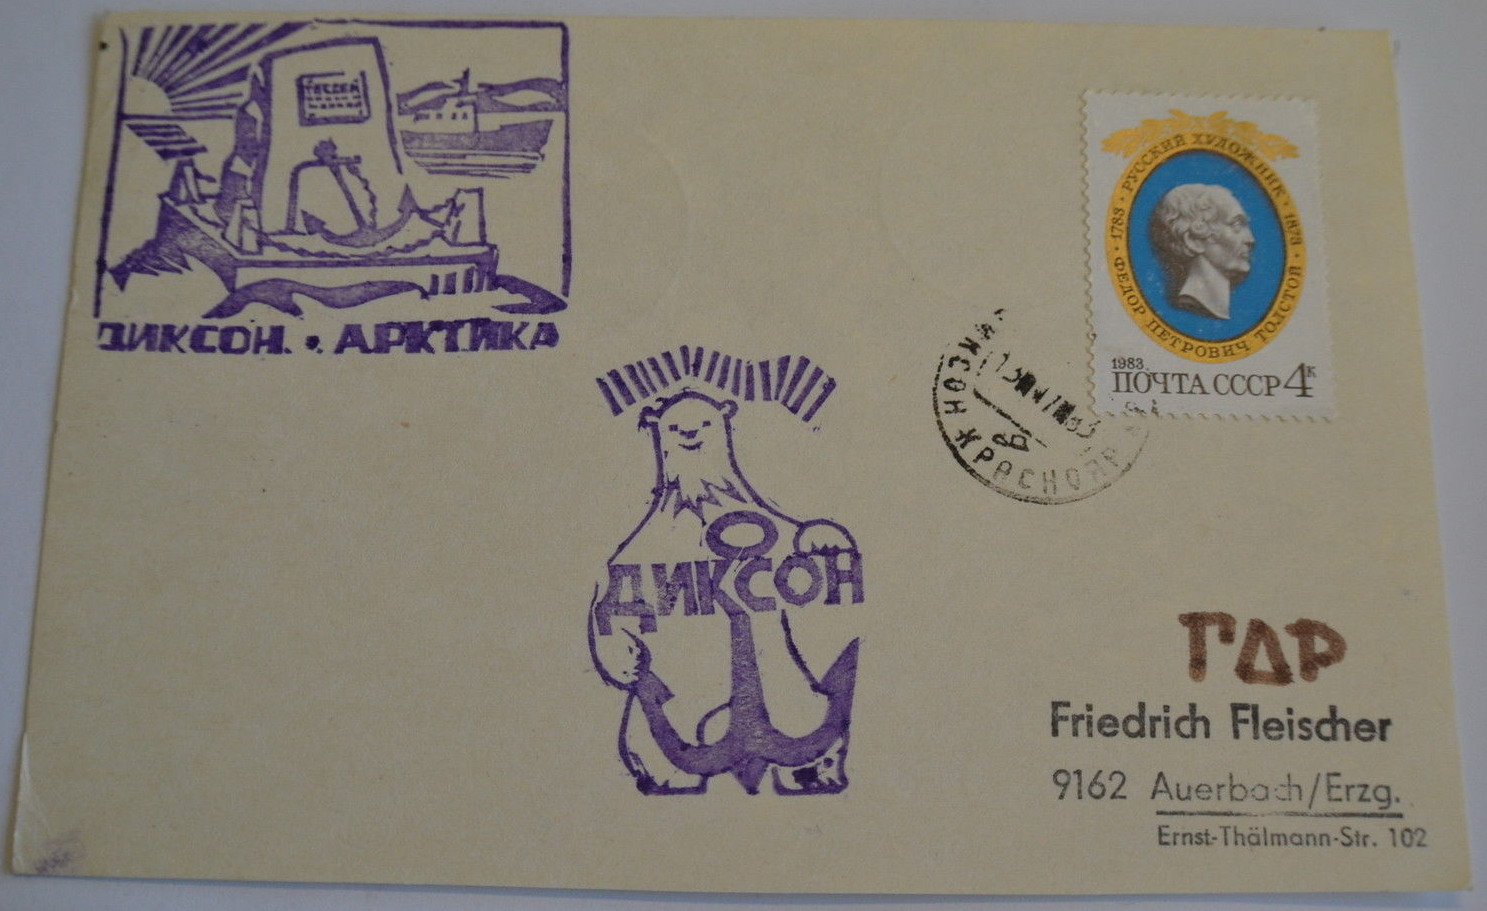 ДИКСОН • АРКТИКА
РУССКИЙ ХУДОЖНИК
• 1783 • ФЕДОР ПЕТРОВИЧ ТОЛСТОЙ • 1873 •
1983
ПОЧТА СССР 4К
КРАСНОЯР
ДИКСОН
ГДР
Friedrich Fleischer
9162 Auerbach/Erzg.
Ernst-Thälmann-Str. 102